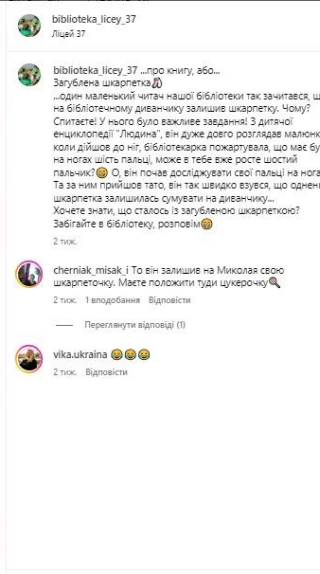 biblioteka_licey_37
Ліцей 37
biblioteka_licey_37 ...про книгу, або...
Загублена шкарпетка🧦
...один маленький читач нашої бібліотеки так зачитався, щ
на бібліотечному диванчику залишив шкарпетку. Чому?
Спитаєте! У нього було важливе завдання! З дитячої
енциклопедії "Людина", він дуже довго розглядав малюнк
коли дійшов до ніг, бібліотекарка пожартувала, що має бу
на ногах шість пальці, може в тебе вже росте шостий
пальчик?😄 О, він почав досліджувати свої пальці на нога
Та за ним прийшов тато, він так швидко взувся, що однен
шкарпетка залишилась сумувати на диванчику...
Хочете знати, що сталось із загубленою шкарпеткою?
Забігайте в бібліотеку, розповім😄
2 тиж.
cherniak_misak_i То він залишив на Миколая свою
шкарпеточку. Маєте положити туди цукерочку🍭
2 тиж. 1 вподобання Відповісти
Переглянути відповіді (1)
vika.ukraina 😂😂😂
2 тиж. Відповісти